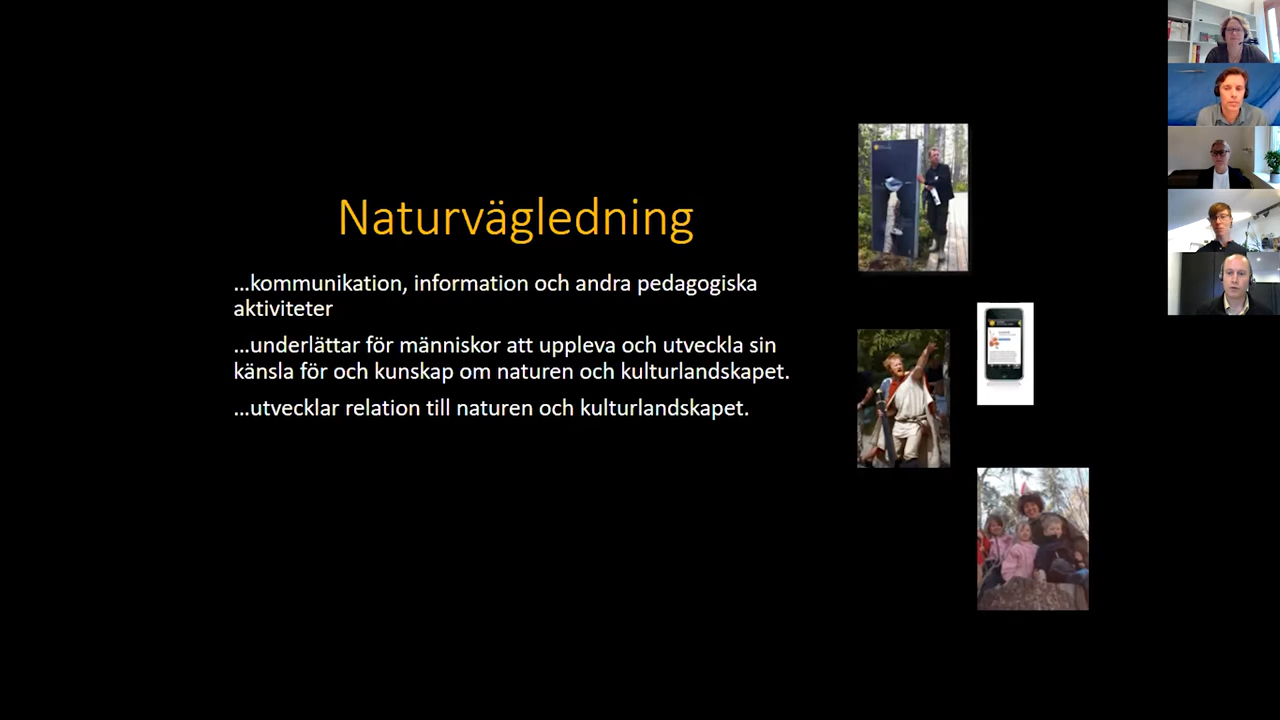 Naturvägledning
...kommunikation, information och andra pedagogiska
aktiviteter
...underlättar för människor att uppleva och utveckla sin
känsla för och kunskap om naturen och kulturlandskapet.
...utvecklar relation till naturen och kulturlandskapet.